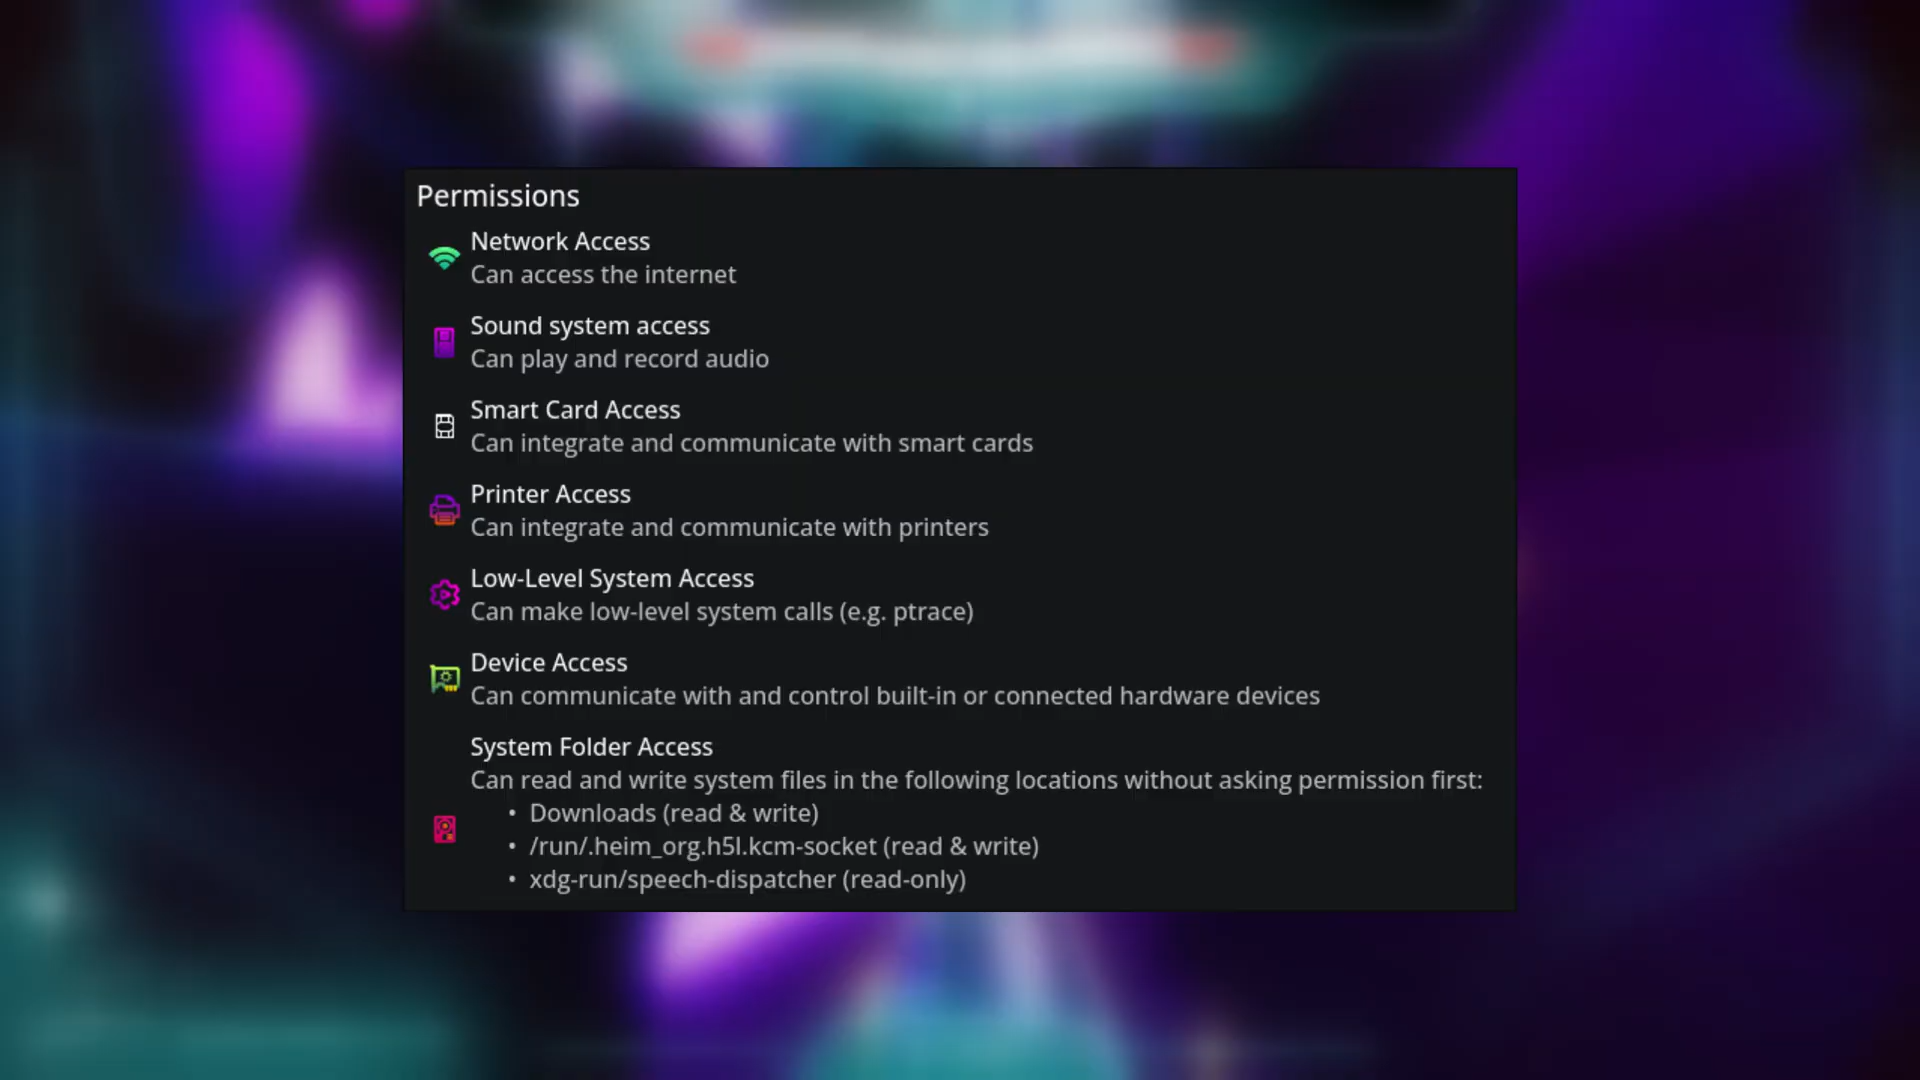 Permissions
Network Access
Can access the internet
Sound system access
Can play and record audio
Smart Card Access
Can integrate and communicate with smart cards
Printer Access
Can integrate and communicate with printers
Low-Level System Access
Can make low-level system calls (e.g. ptrace)
Device Access
Can communicate with and control built-in or connected hardware devices
System Folder Access
Can read and write system files in the following locations without asking permission first:
• Downloads (read & write)
• /run/.heim_org.h5l.kcm-socket (read & write)
• xdg-run/speech-dispatcher (read-only)